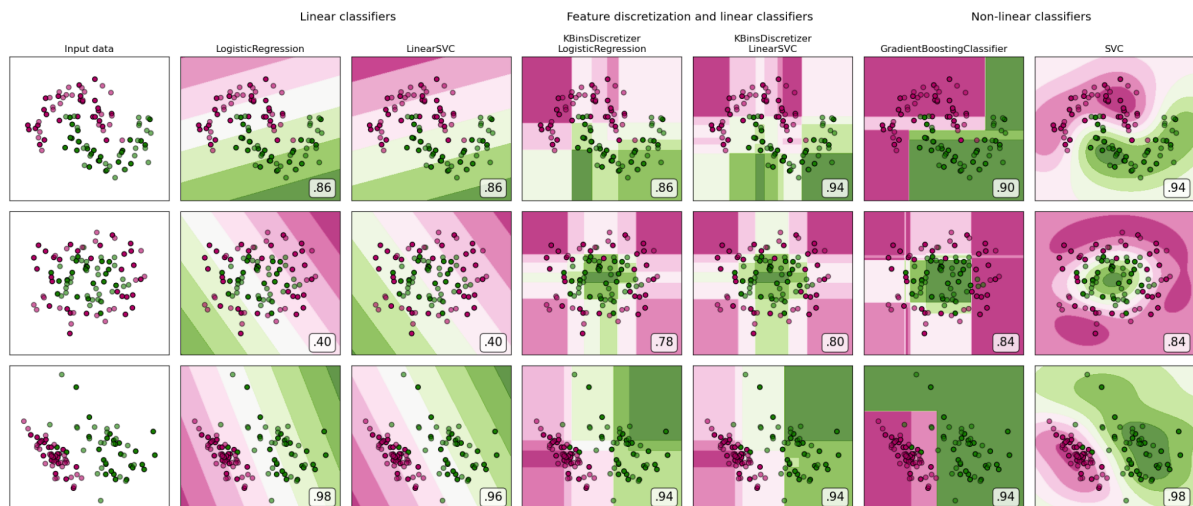 Linear classifiers
Feature discretization and linear classifiers
Non-linear classifiers
Input data
LogisticRegression
LinearSVC
KBinsDiscretizer
LogisticRegression
KBinsDiscretizer
LinearSVC
GradientBoostingClassifier
SVC
.86
.86
.86
.94
.90
.94
.40
.40
.78
.80
.84
.84
.98
.96
.94
.94
.94
.98